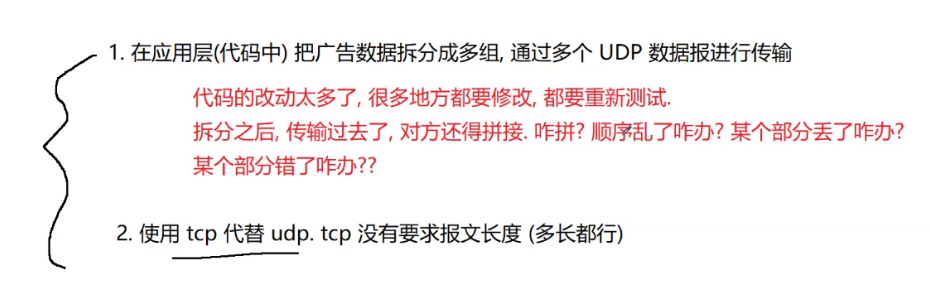 1. 在应用层(代码中) 把广告数据拆分成多组, 通过多个 UDP 数据报进行传输
代码的改动太多了, 很多地方都要修改, 都要重新测试.
拆分之后, 传输过去了, 对方还得拼接. 咋拼? 顺序乱了咋办? 某个部分丢了咋办?
某个部分错了咋办??
2. 使用 tcp 代替 udp. tcp 没有要求报文长度 (多长都行)